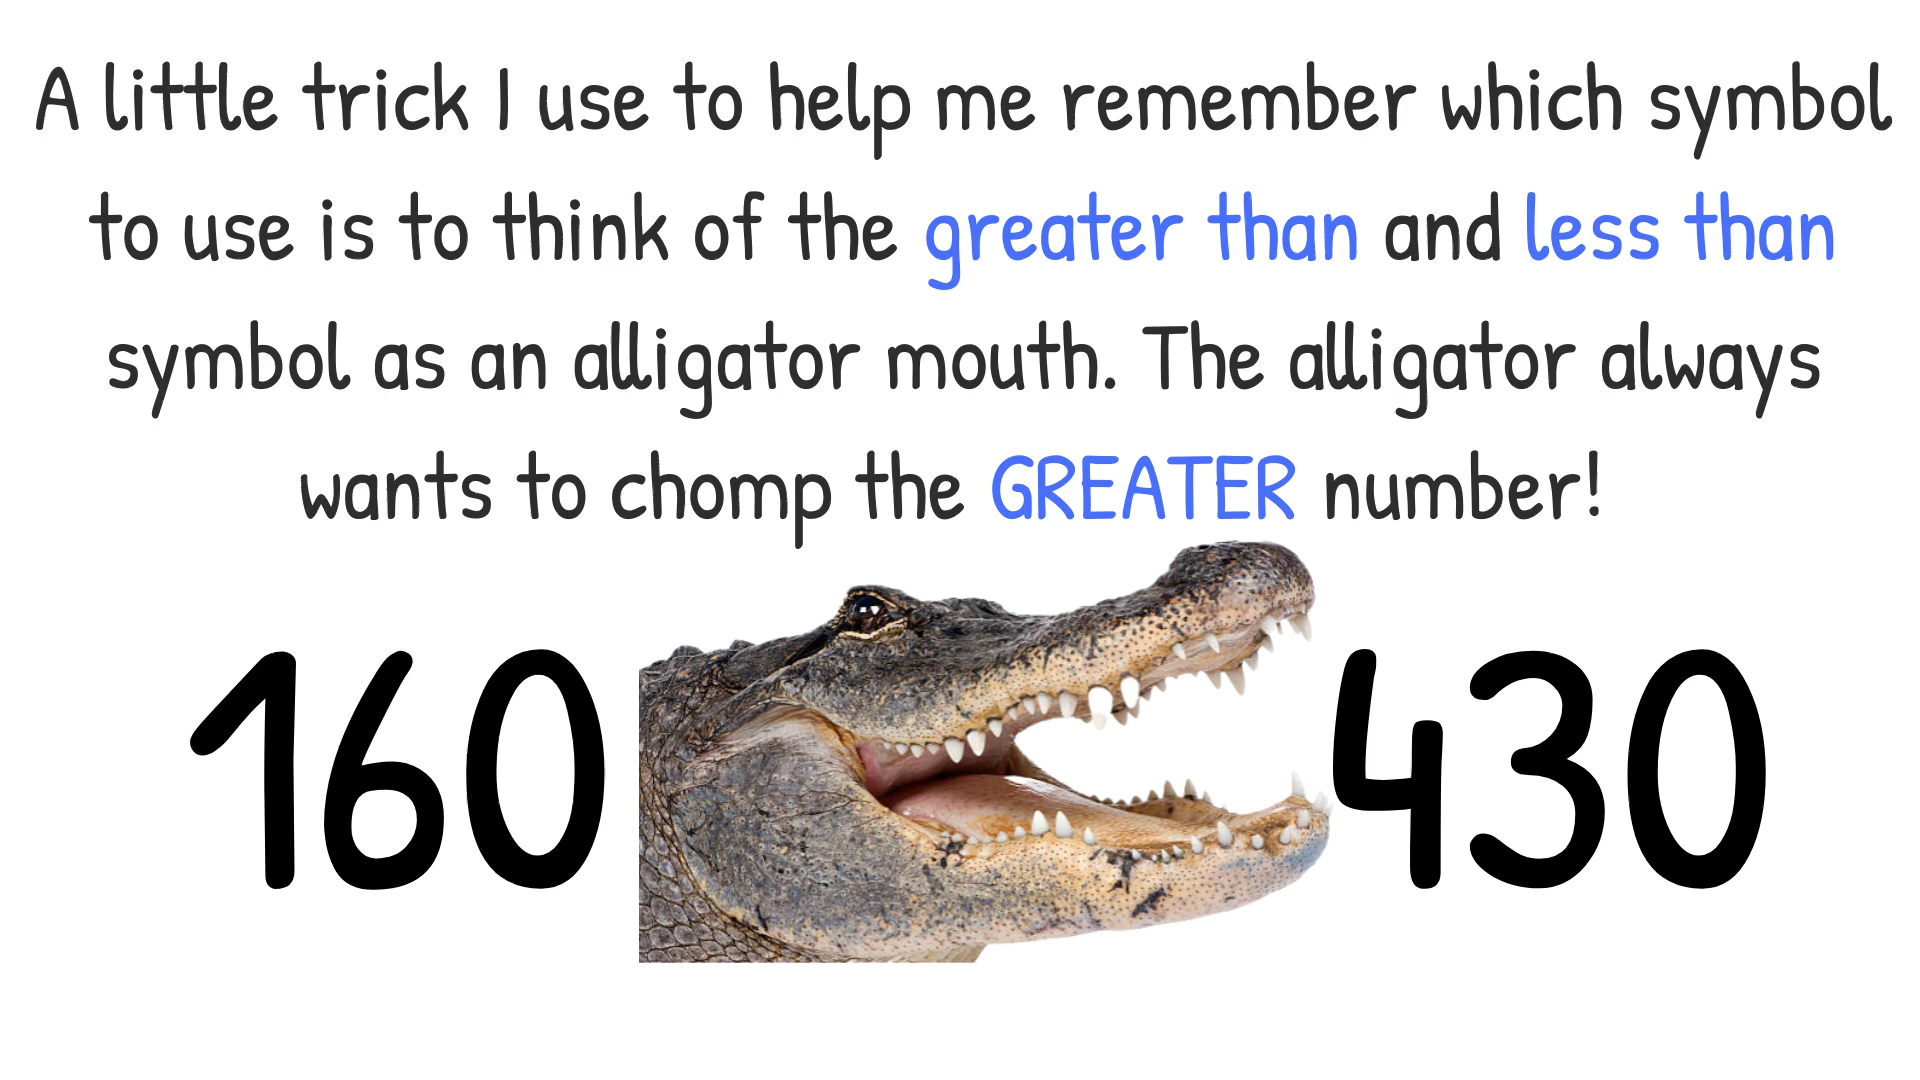 A little trick I use to help me remember which symbol
to use is to think of the greater than and less than
symbol as an alligator mouth. The alligator always
wants to chomp the GREATER number!
160 430